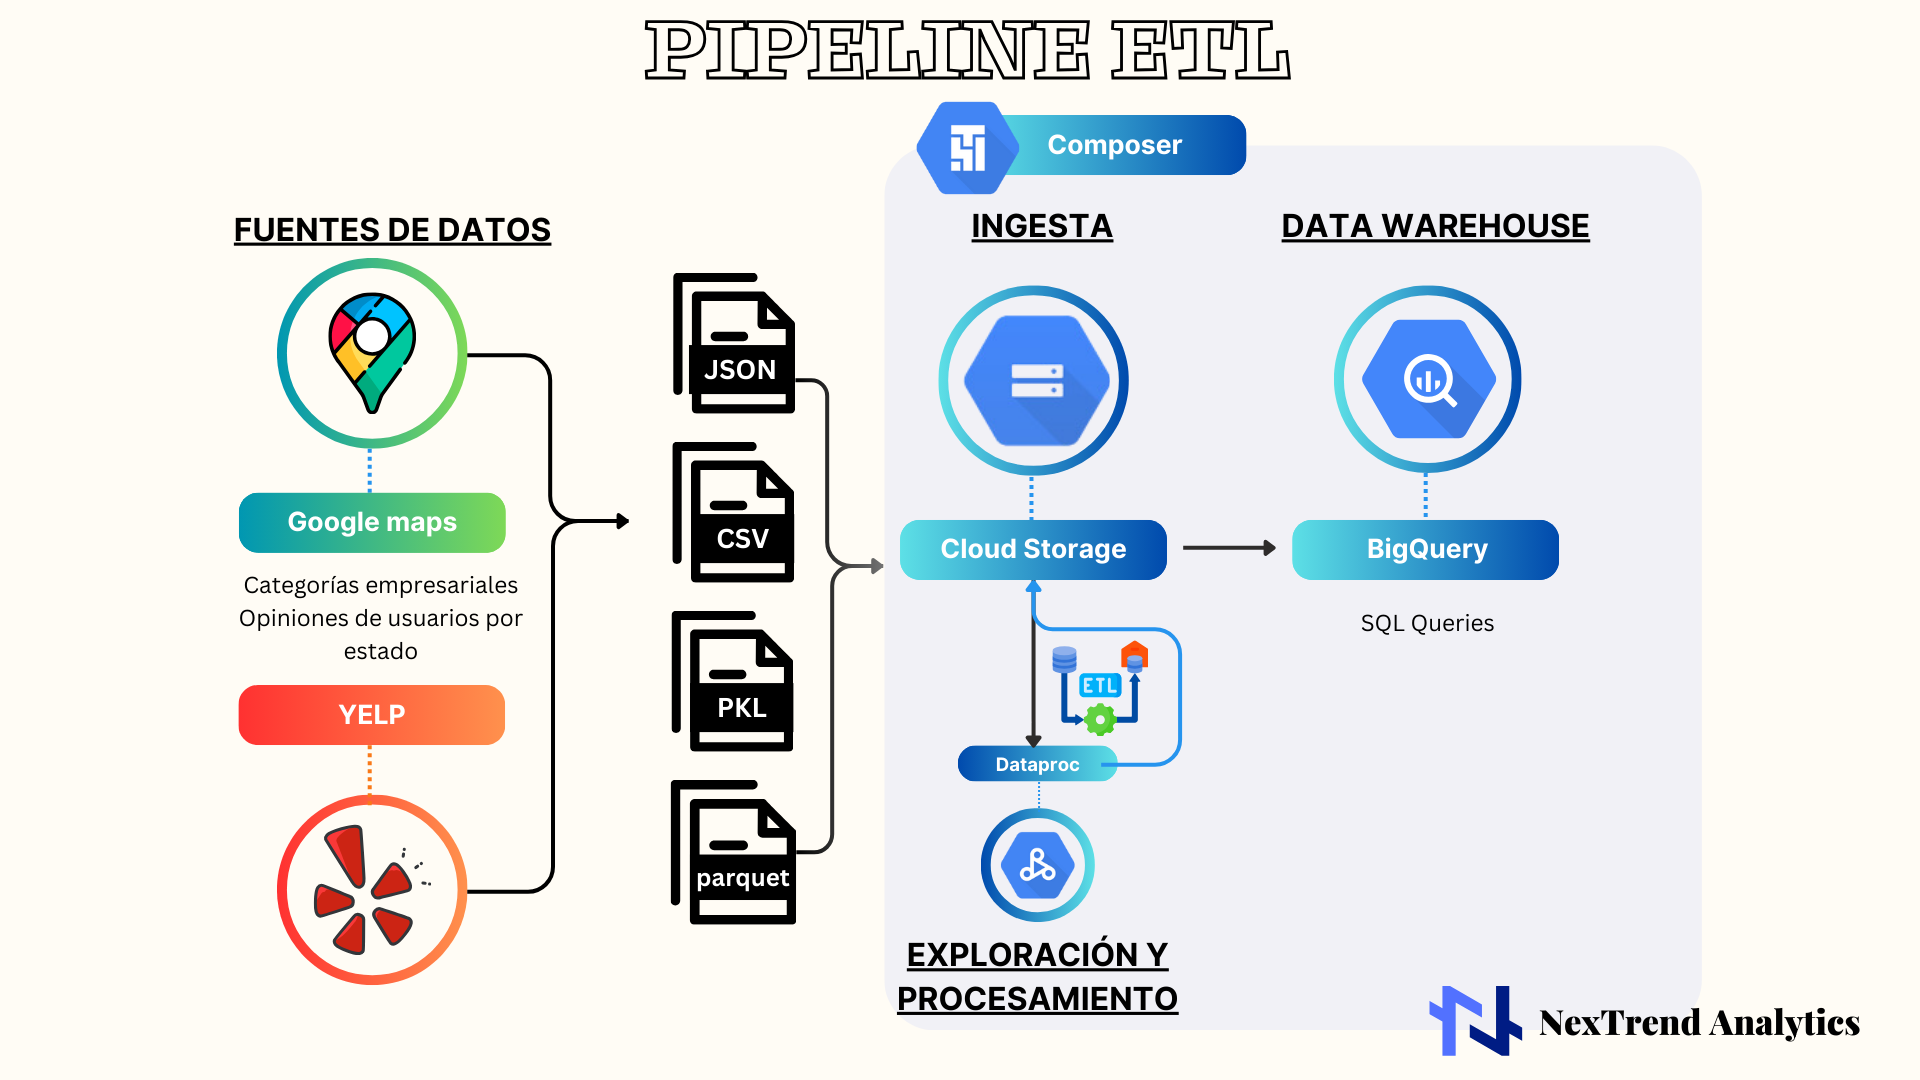 PIPELINE ETL
Composer
FUENTES DE DATOS
Google maps
Categorías empresariales
Opiniones de usuarios por
estado
YELP
JSON
CSV
PKL
parquet
INGESTA
Cloud Storage
ETL
Dataproc
EXPLORACIÓN Y
PROCESAMIENTO
DATA WAREHOUSE
BigQuery
SQL Queries
NexTrend Analytics